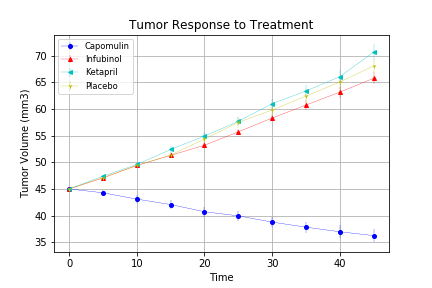 Tumor Response to Treatment
Capomulin
Infubinol
Ketapril
Placebo
Tumor Volume (mm3)
70
65
60
55
50
45
40
35
0 10 20 30 40
Time